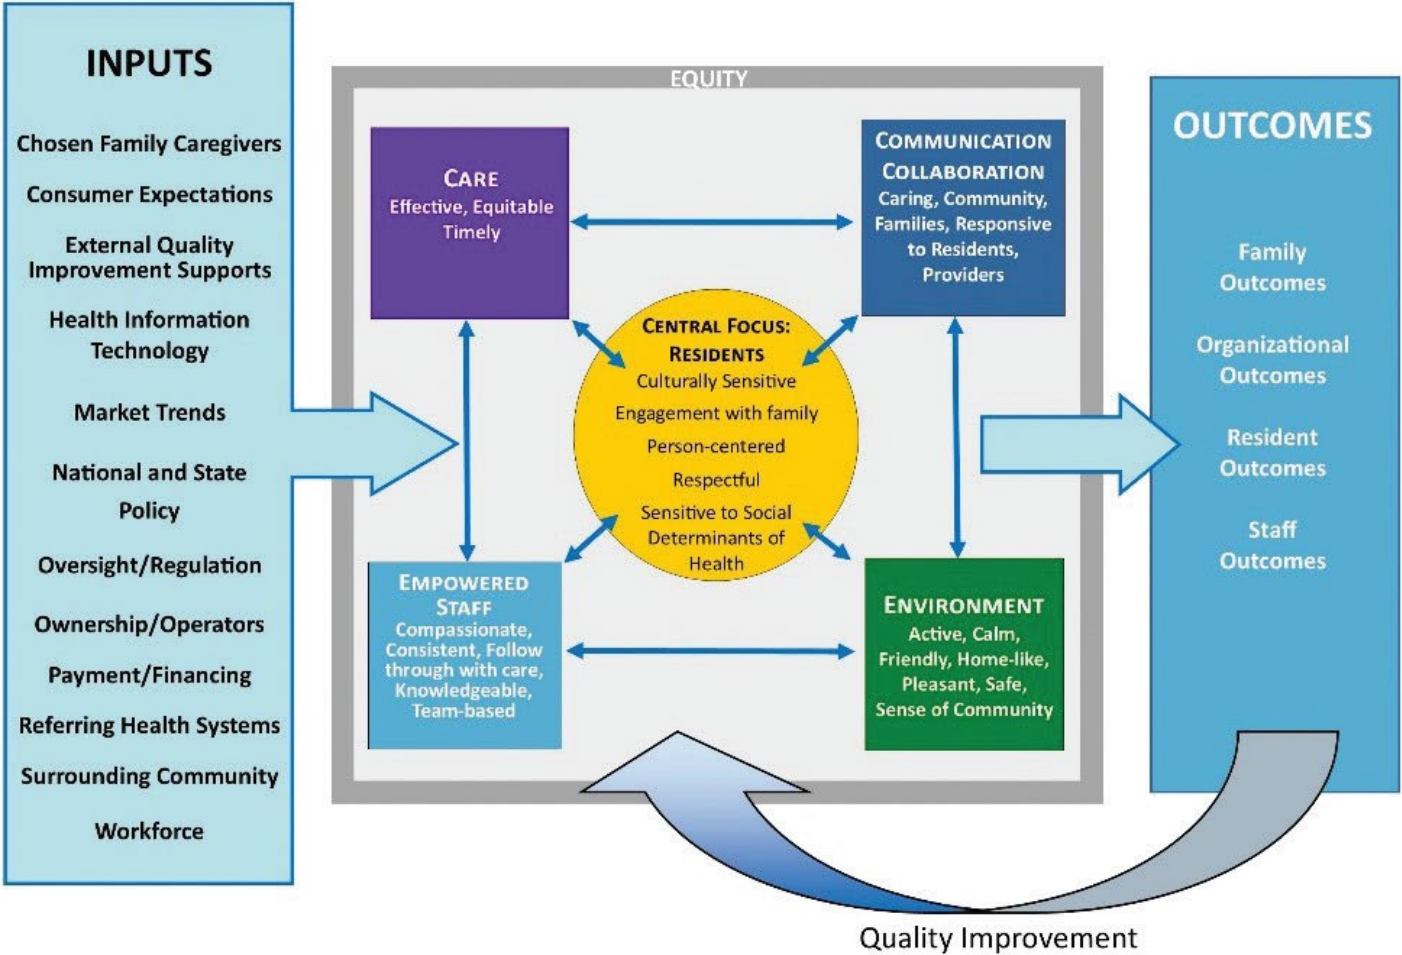 INPUTS
Chosen Family Caregivers
Consumer Expectations
External Quality
Improvement Supports
Health Information
Technology
Market Trends
National and State
Policy
Oversight/Regulation
Ownership/Operators
Payment/Financing
Referring Health Systems
Surrounding Community
Workforce
EQUITY
CARE
Effective, Equitable
Timely
COMMUNICATION
COLLABORATION
Caring, Community,
Families, Responsive
to Residents,
Providers
CENTRAL FOCUS:
RESIDENTS
Culturally Sensitive
Engagement with family
Person-centered
Respectful
Sensitive to Social
Determinants of
Health
EMPOWERED
STAFF
Compassionate,
Consistent, Follow
through with care,
Knowledgeable,
Team-based
ENVIRONMENT
Active, Calm,
Friendly, Home-like,
Pleasant, Safe,
Sense of Community
OUTCOMES
Family
Outcomes
Organizational
Outcomes
Resident
Outcomes
Staff
Outcomes
Quality Improvement